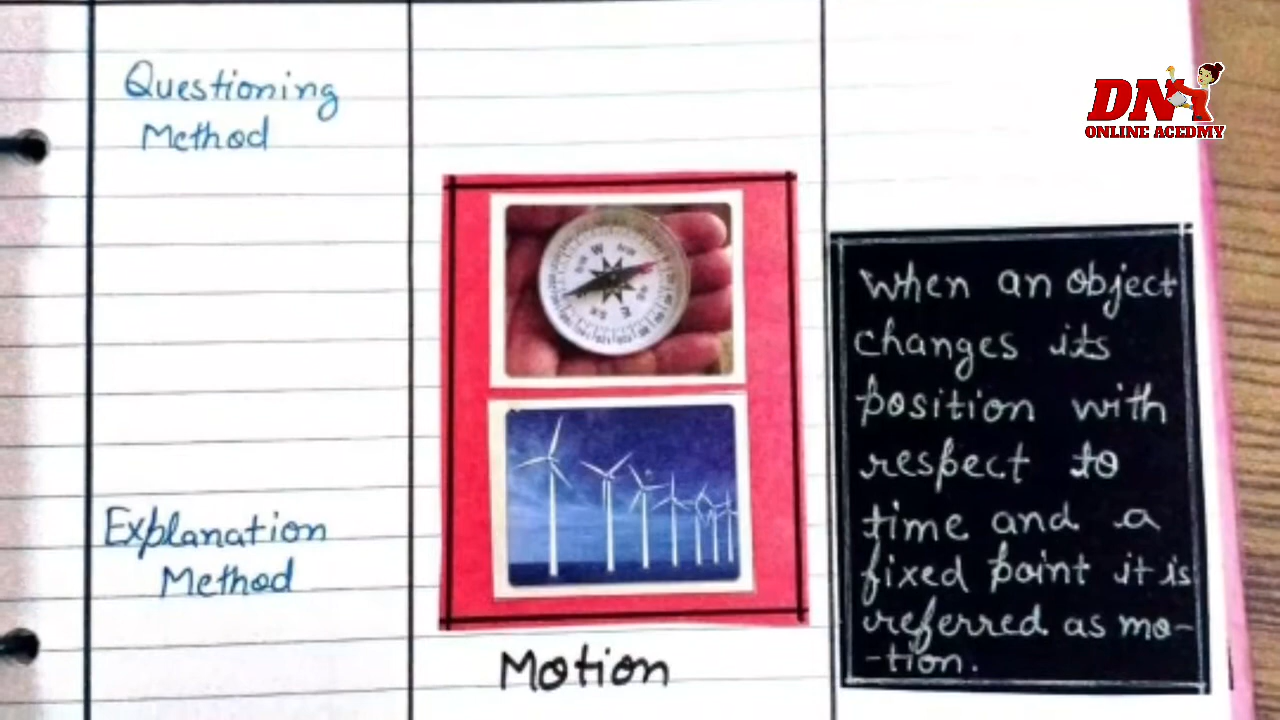 Questioning
Method
Explanation
Method
W
E
Motion
When an object
changes its
position with
respect to
time and a
fixed point it is
referred as mo-
-tion.
DN
ONLINE ACEDMY